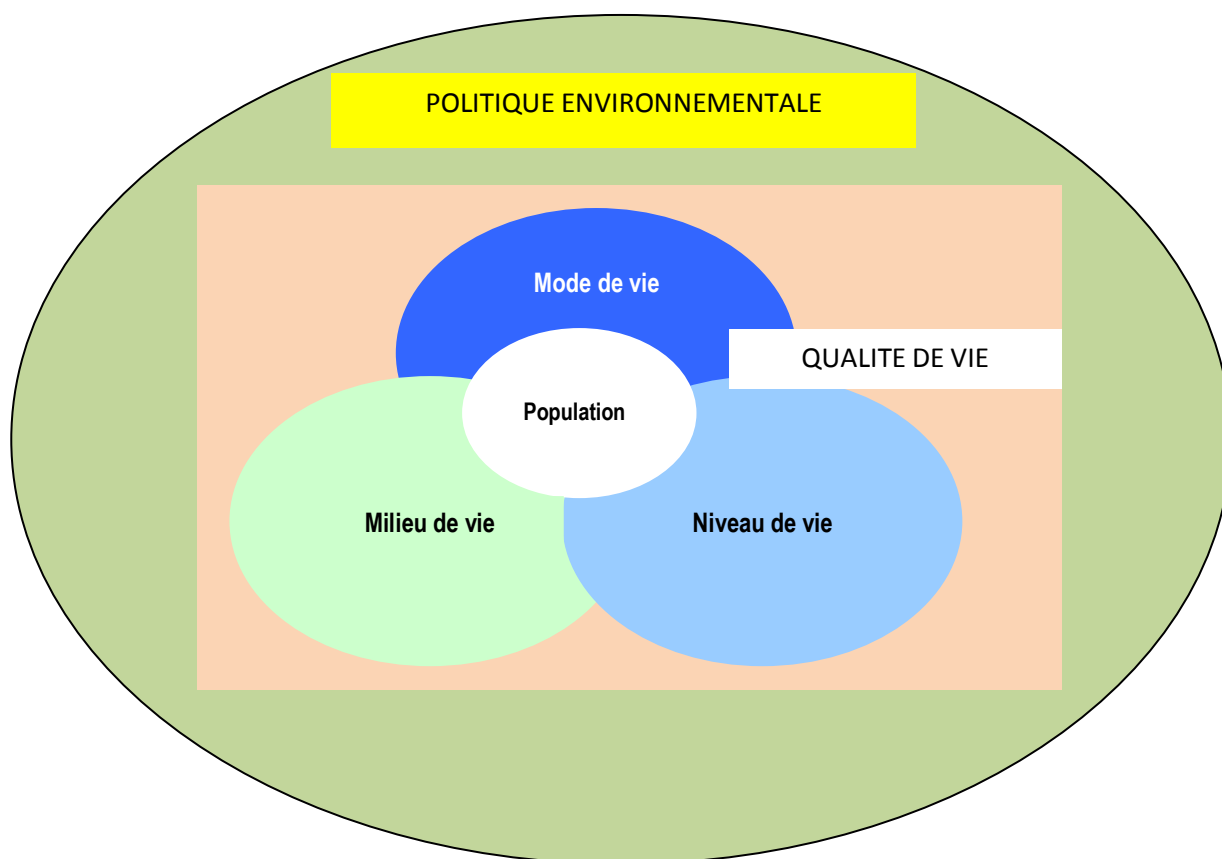 POLITIQUE ENVIRONNEMENTALE
Mode de vie
QUALITE DE VIE
Population
Milieu de vie
Niveau de vie